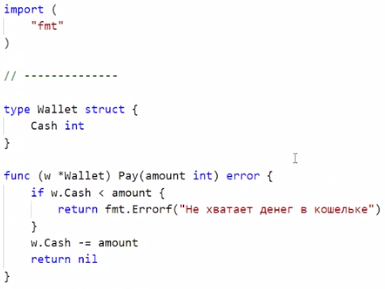 import (
    "fmt"
)
// --------------
type Wallet struct {
    Cash int
}
func (w *Wallet) Pay(amount int) error {
    if w.Cash < amount {
        return fmt.Errorf("Не хватает денег в кошельке")
    }
    w.Cash -= amount
    return nil
}